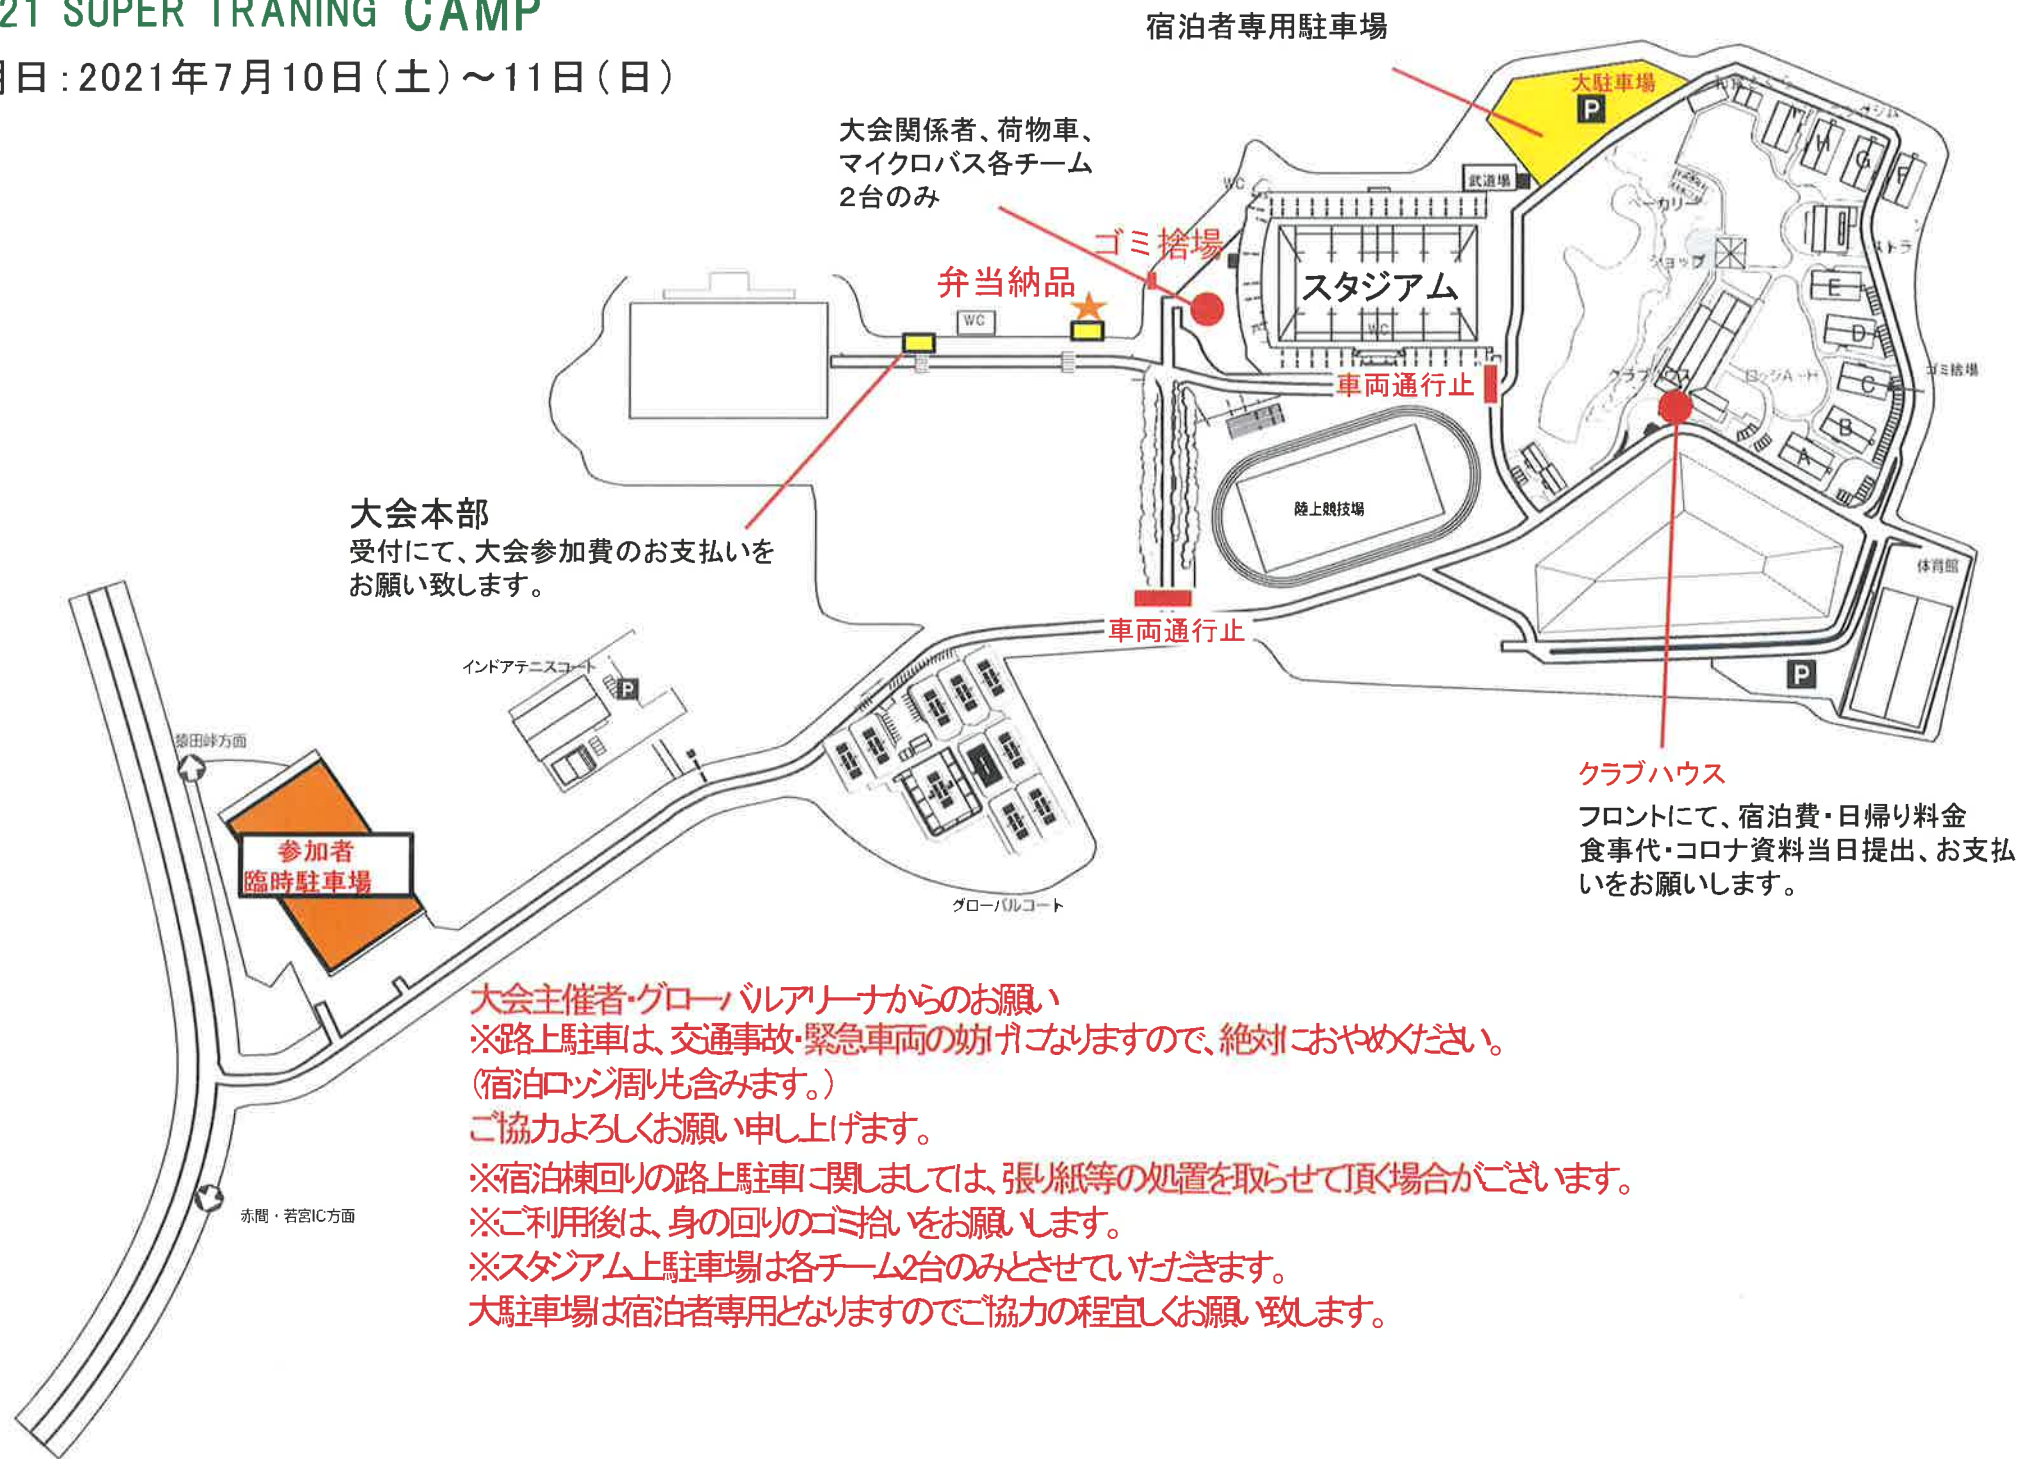 21 SUPER TRANING CAMP
日:2021年7月10日(土)～11日(日)
宿泊者専用駐車場
大駐車場
P
大会関係者、荷物車、
マイクロバス各チーム
2台のみ
ゴミ捨場
弁当納品
WC
WC
武道場
スタジアム
WC
車両通行止
ベーカリー
ショップ
H
G
F
E
D
C
B
A
クラブハウス
ロッジA-H
ゴミ捨場
陸上競技場
体育館
P
車両通行止
大会本部
受付にて、大会参加費のお支払いを
お願い致します。
インドアテニスコート
P
猿田峠方面
参加者
臨時駐車場
グローバルコート
赤間・若宮IC方面
クラブハウス
フロントにて、宿泊費・日帰り料金
食事代・コロナ資料当日提出、お支払
いをお願いします。
大会主催者・グローバルアリーナからのお願い
※路上駐車は、交通事故・緊急車両の妨げになりますので、絶対におやめください。
(宿泊ロッジ周りも含みます。)
ご協力よろしくお願い申し上げます。
※宿泊棟回りの路上駐車に関しましては、張り紙等の処置を取らせて頂く場合がございます。
※ご利用後は、身の回りのゴミ拾いをお願いします。
※スタジアム上駐車場は各チーム2台のみとさせていただきます。
大駐車場は宿泊者専用となりますのでご協力の程宜しくお願い致します。